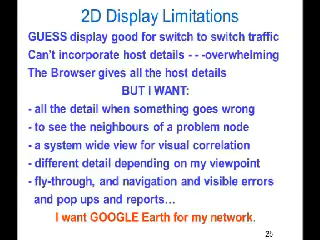 2D Display Limitations
GUESS display good for switch to switch traffic
Can't incorporate host details - - -overwhelming
The Browser gives all the host details
BUT I WANT:
- all the detail when something goes wrong
- to see the neighbours of a problem node
- a system wide view for visual correlation
- different detail depending on my viewpoint
- fly-through, and navigation and visible errors
and pop ups and reports…
I want GOOGLE Earth for my network.
25